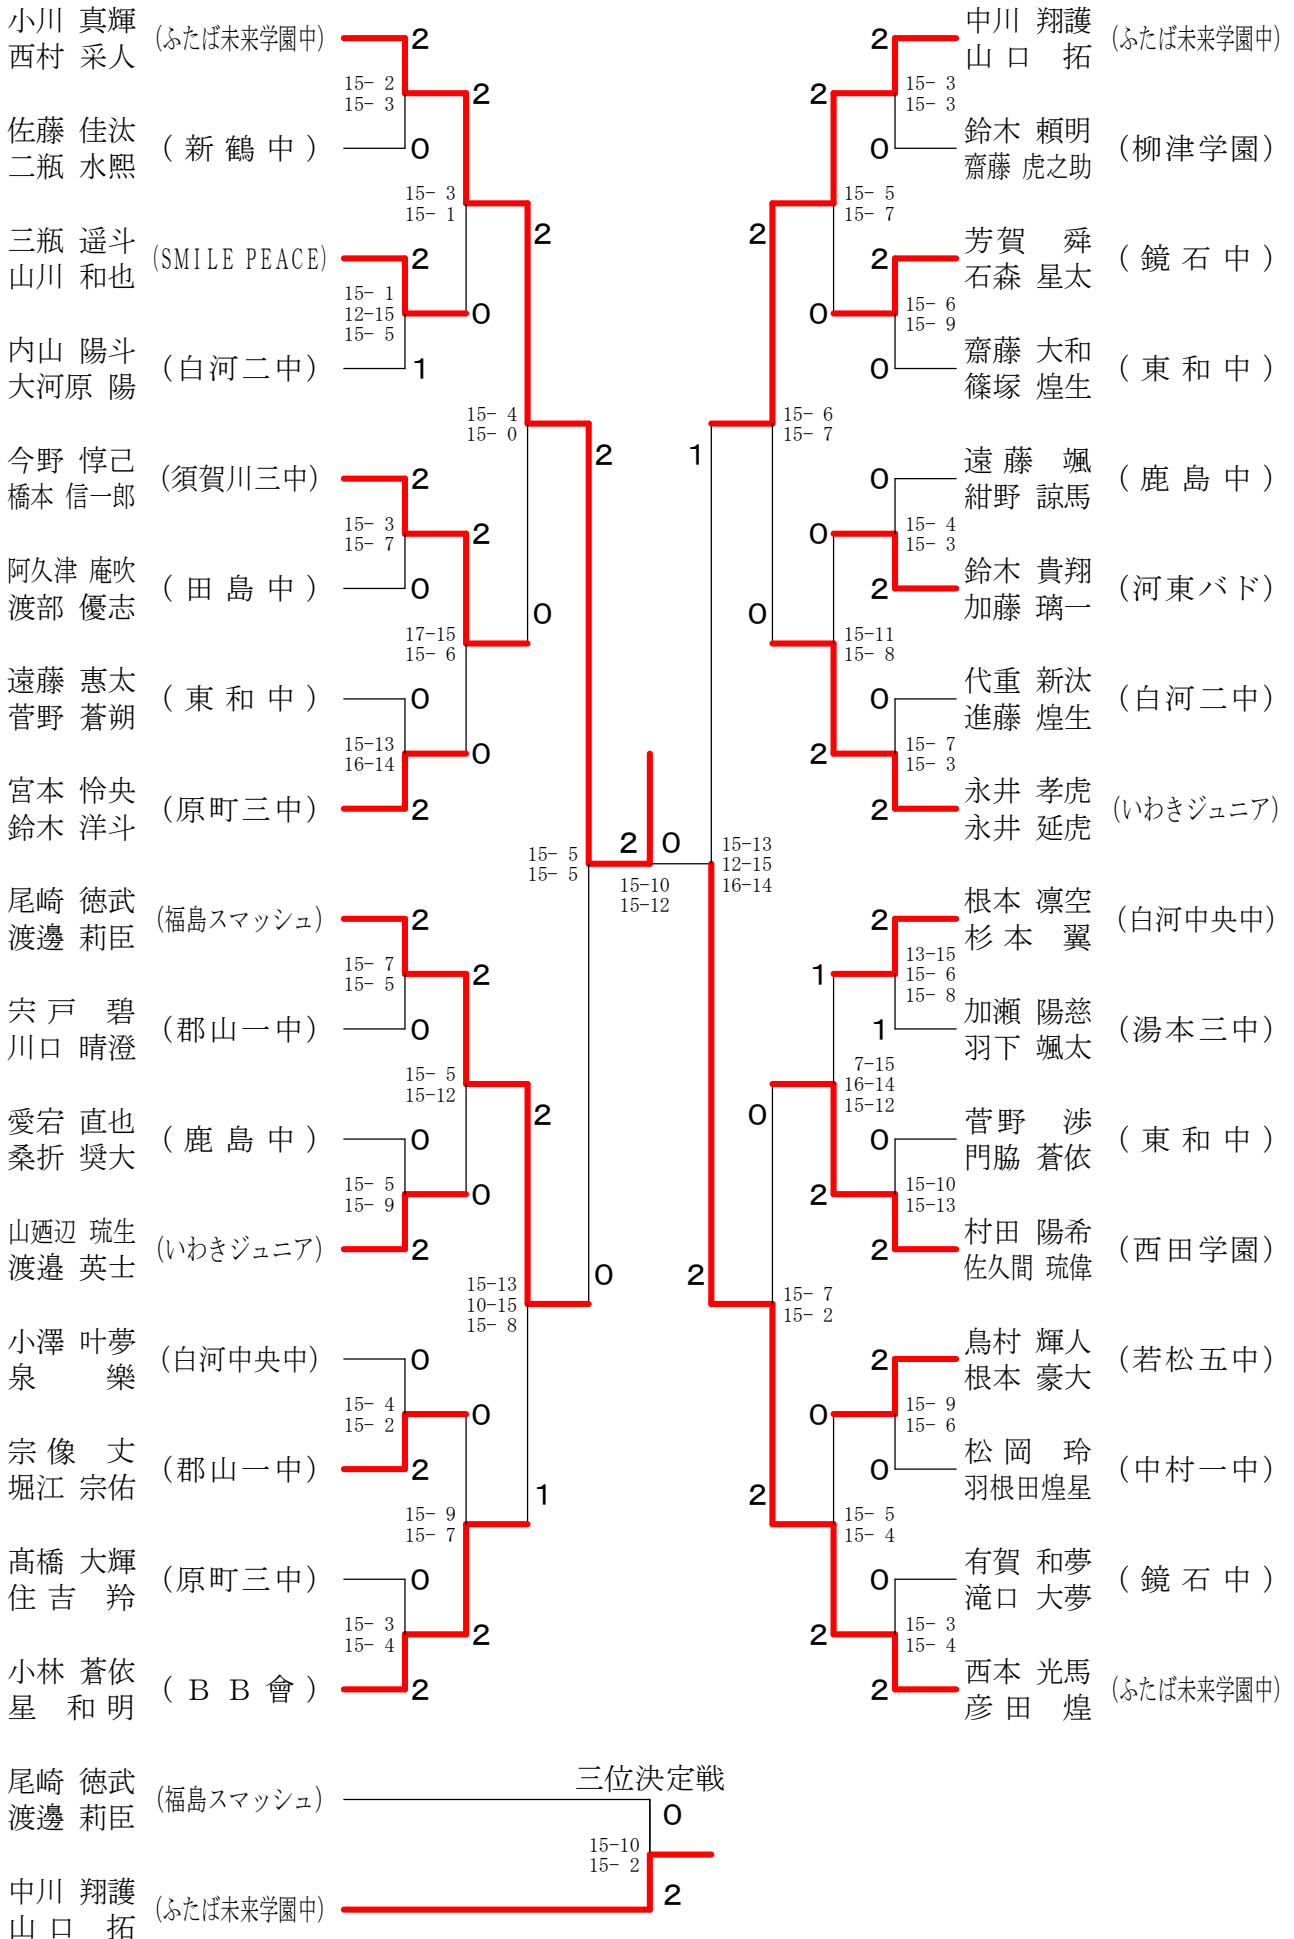 小川 真輝
西村 采人
(ふたば未来学園中)
2
15- 2
15- 3
2
佐藤 佳汰
二瓶 水熙
(新鶴中)
0
15- 3
15- 1
2
三瓶 遥斗
山川 和也
(SMILE PEACE)
2
15- 1
12-15
15- 5
0
内山 陽斗
大河原 陽
(白河二中)
1
15- 4
15- 0
2
今野 惇己
橋本 信一郎
(須賀川三中)
2
15- 3
15- 7
2
阿久津 庵吹
渡部 優志
(田島中)
0
17-15
15- 6
0
遠藤 惠太
菅野 蒼朔
(東和中)
0
15-13
16-14
0
宮本 怜央
鈴木 洋斗
(原町三中)
2
15- 5
15- 5
2
0
15-10
15-12
尾崎 徳武
渡邊 莉臣
(福島スマッシュ)
2
15- 7
15- 5
2
宍戸 碧
川口 晴澄
(郡山一中)
0
15- 5
15-12
2
愛宕 直也
桑折 奨大
(鹿島中)
0
15- 5
15- 9
0
山廼辺 琉生
渡邉 英士
(いわきジュニア)
2
15-13
10-15
15- 8
0
小澤 叶夢
泉 樂
(白河中央中)
0
15- 4
15- 2
0
宗像 丈
堀江 宗佑
(郡山一中)
2
15- 9
15- 7
1
髙橋 大輝
住吉 羚
(原町三中)
0
15- 3
15- 4
2
小林 蒼依
星 和明
(BB會)
2
中川 翔護
山口 拓
(ふたば未来学園中)
2
15- 3
15- 3
2
鈴木 頼明
齋藤 虎之助
(柳津学園)
0
15- 5
15- 7
2
芳賀 舜
石森 星太
(鏡石中)
2
15- 6
15- 9
0
齋藤 大和
篠塚 煌生
(東和中)
0
15- 6
15- 7
1
遠藤 颯
紺野 諒馬
(鹿島中)
0
15- 4
15- 3
0
鈴木 貴翔
加藤 璃一
(河東バド)
2
15-11
15- 8
0
代重 新汰
進藤 煌生
(白河二中)
0
15- 7
15- 3
2
永井 孝虎
永井 延虎
(いわきジュニア)
2
15-13
12-15
16-14
根本 凛空
杉本 翼
(白河中央中)
2
13-15
15- 6
15- 8
1
加瀬 陽慈
羽下 颯太
(湯本三中)
1
7-15
16-14
15-12
0
菅野 渉
門脇 蒼依
(東和中)
0
15-10
15-13
2
村田 陽希
佐久間 琉偉
(西田学園)
2
15- 7
15- 2
2
鳥村 輝人
根本 豪大
(若松五中)
2
15- 9
15- 6
0
松岡 玲
羽根田煌星
(中村一中)
0
15- 5
15- 4
2
有賀 和夢
滝口 大夢
(鏡石中)
0
15- 3
15- 4
2
西本 光馬
彦田 煌
(ふたば未来学園中)
2
三位決定戦
尾崎 徳武
渡邊 莉臣
(福島スマッシュ)
0
15-10
15- 2
中川 翔護
山口 拓
(ふたば未来学園中)
2